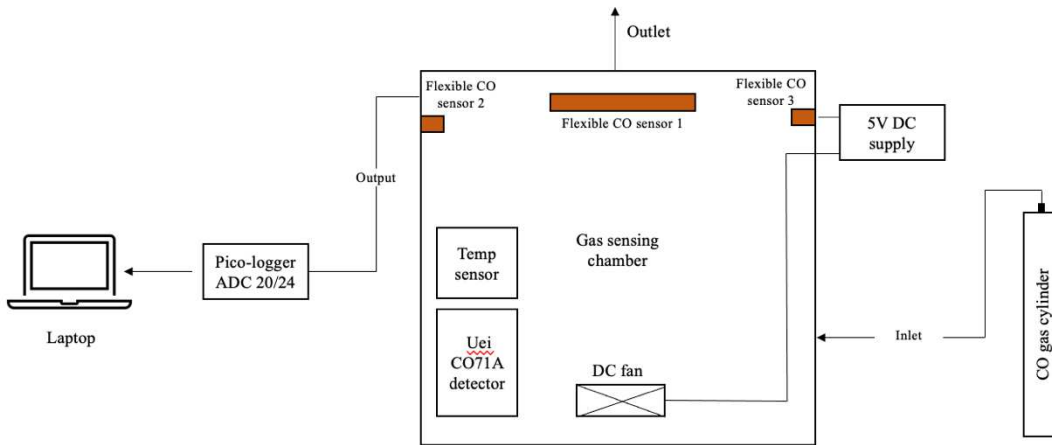 Outlet
Flexible CO
sensor 2
Flexible CO
sensor 3
Flexible CO sensor 1
5V DC
supply
Output
Temp
sensor
Gas sensing
chamber
Pico-logger
ADC 20/24
Laptop
Uei
CO71A
detector
DC fan
Inlet
CO gas cylinder